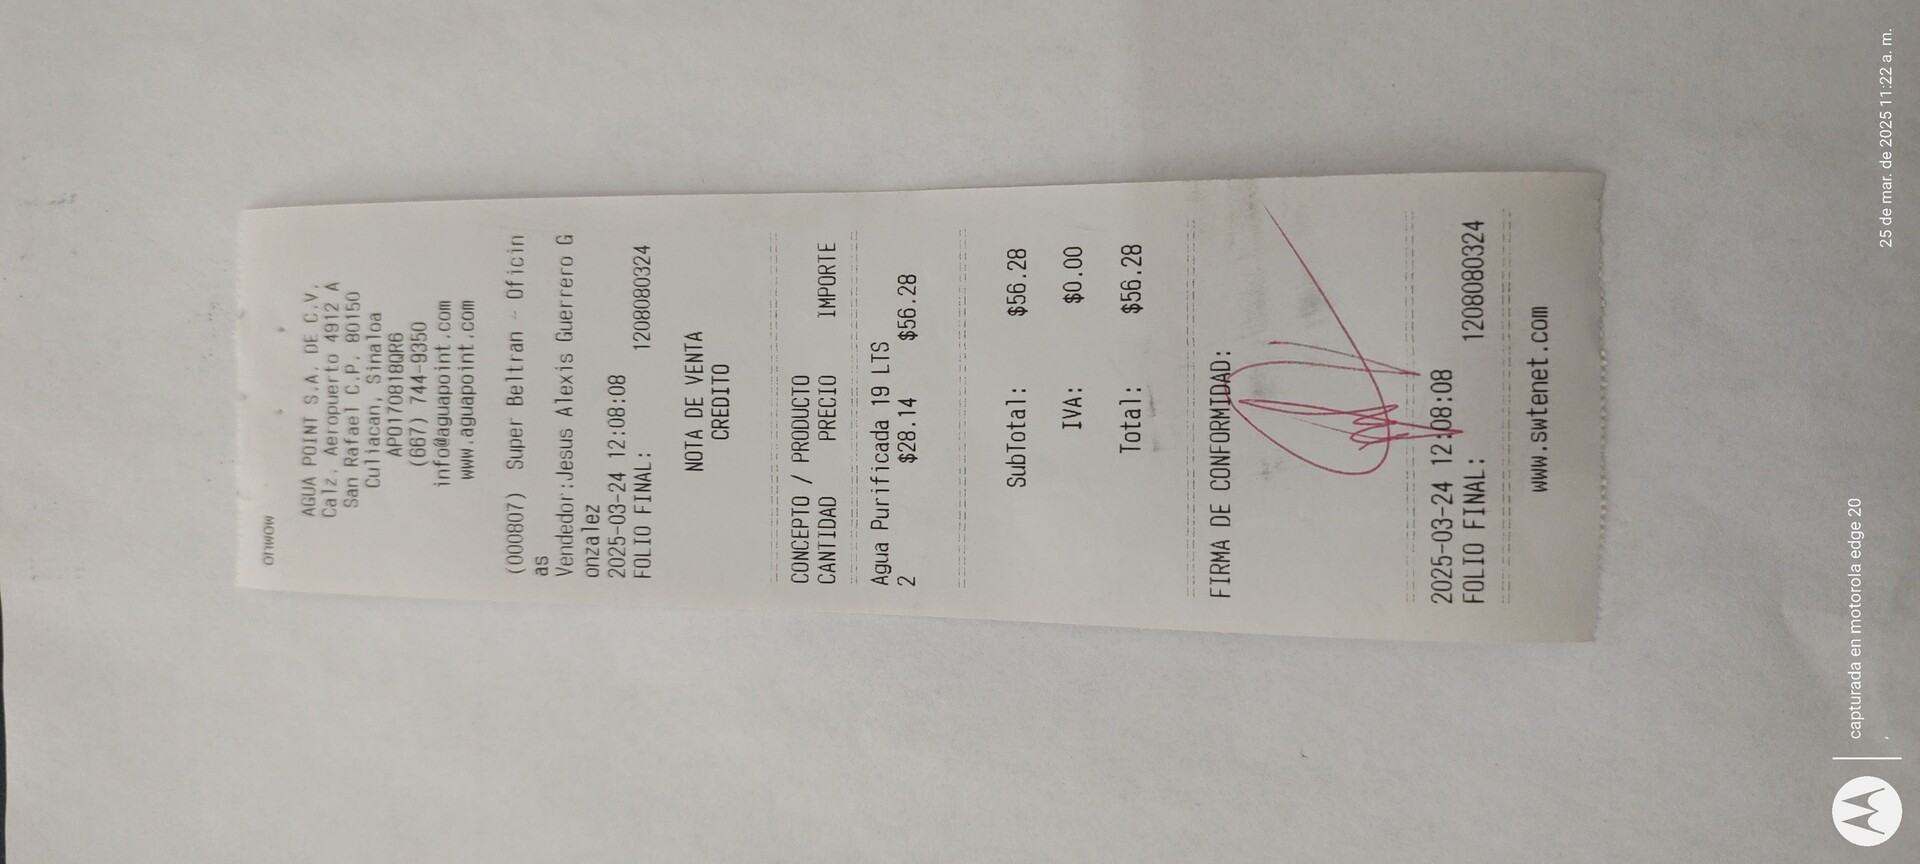 onwow
AGUA POINT S.A. DE C.V.
Calz. Aeropuerto 4912 A
San Rafael C.P. 80150
Culiacan, Sinaloa
APO170818QR6
(667) 744-9350
info@aguapoint.com
www.aguapoint.com
(000807) Super Beltran - Oficin
as
Vendedor:Jesus Alexis Guerrero G
onzalez
2025-03-24 12:08:08
FOLIO FINAL: 1208080324
NOTA DE VENTA
CREDITO
CONCEPTO / PRODUCTO
CANTIDAD PRECIO IMPORTE
Agua Purificada 19 LTS
2 $28.14 $56.28
SubTotal: $56.28
IVA: $0.00
Total: $56.28
FIRMA DE CONFORMIDAD:
2025-03-24 12:08:08
FOLIO FINAL: 1208080324
www.swtenet.com
capturada en motorola edge 20
25 de mar. de 2025 11:22 a. m.